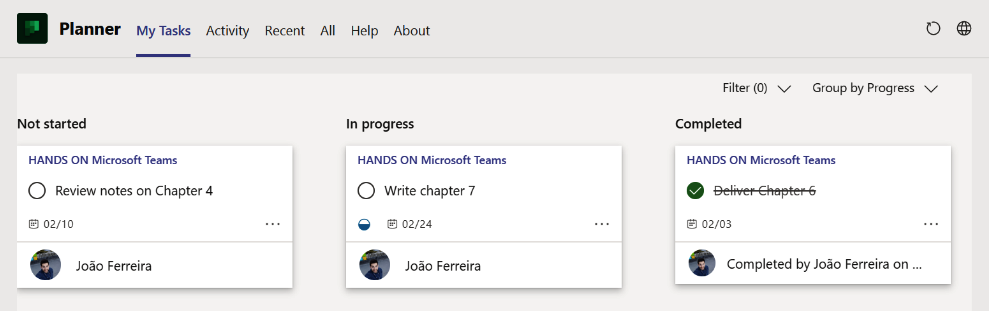 Planner My Tasks Activity Recent All Help About
Filter (0) Group by Progress
Not started
HANDS ON Microsoft Teams
Review notes on Chapter 4
02/10
João Ferreira
In progress
HANDS ON Microsoft Teams
Write chapter 7
02/24
João Ferreira
Completed
HANDS ON Microsoft Teams
Deliver Chapter 6
02/03
Completed by João Ferreira on ...